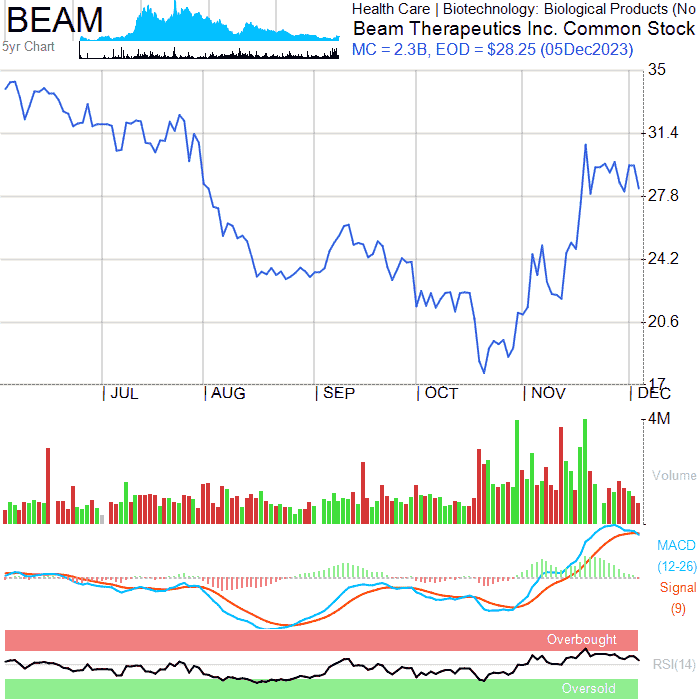 BEAM
5yr Chart
Health Care | Biotechnology: Biological Products (No
Beam Therapeutics Inc. Common Stock
MC = 2.3B, EOD = $28.25 (05Dec2023)
35
31.4
27.8
24.2
20.6
17
| JUL | AUG | SEP | OCT | NOV | DEC
4M
Volume
MACD
(12-26)
Signal
(9)
Overbought
RSI(14)
Oversold